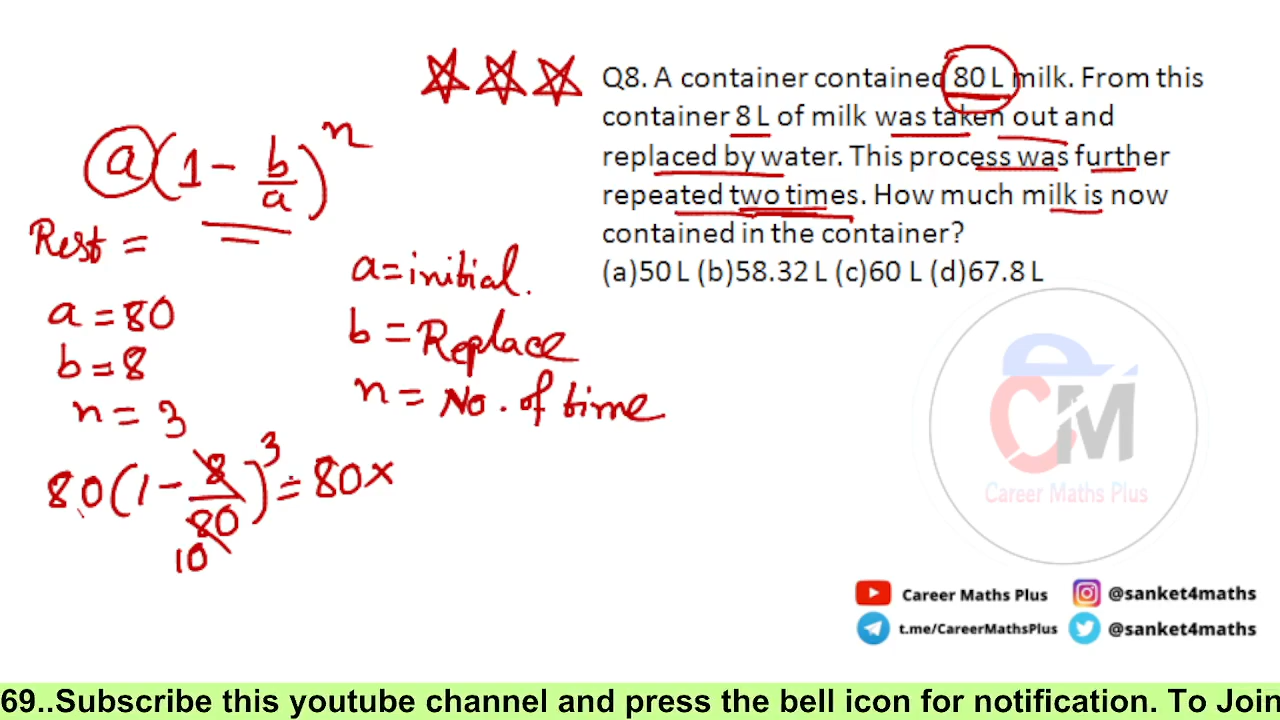 Q8. A container contained 80 L milk. From this
container 8 L of milk was taken out and
replaced by water. This process was further
repeated two times. How much milk is now
contained in the container?
(a)50 L (b)58.32 L (c)60 L (d)67.8 L
a(1 - b/a)^n
Rest =
a = 80
b = 8
n = 3
80(1 - 8/80)^3 = 80×
10
a = initial.
b = Replace
n = No. of time
CM
Career Maths Plus
Career Maths Plus
@sanket4maths
t.me/CareerMathsPlus
@sanket4maths
69..Subscribe this youtube channel and press the bell icon for notification. To Join